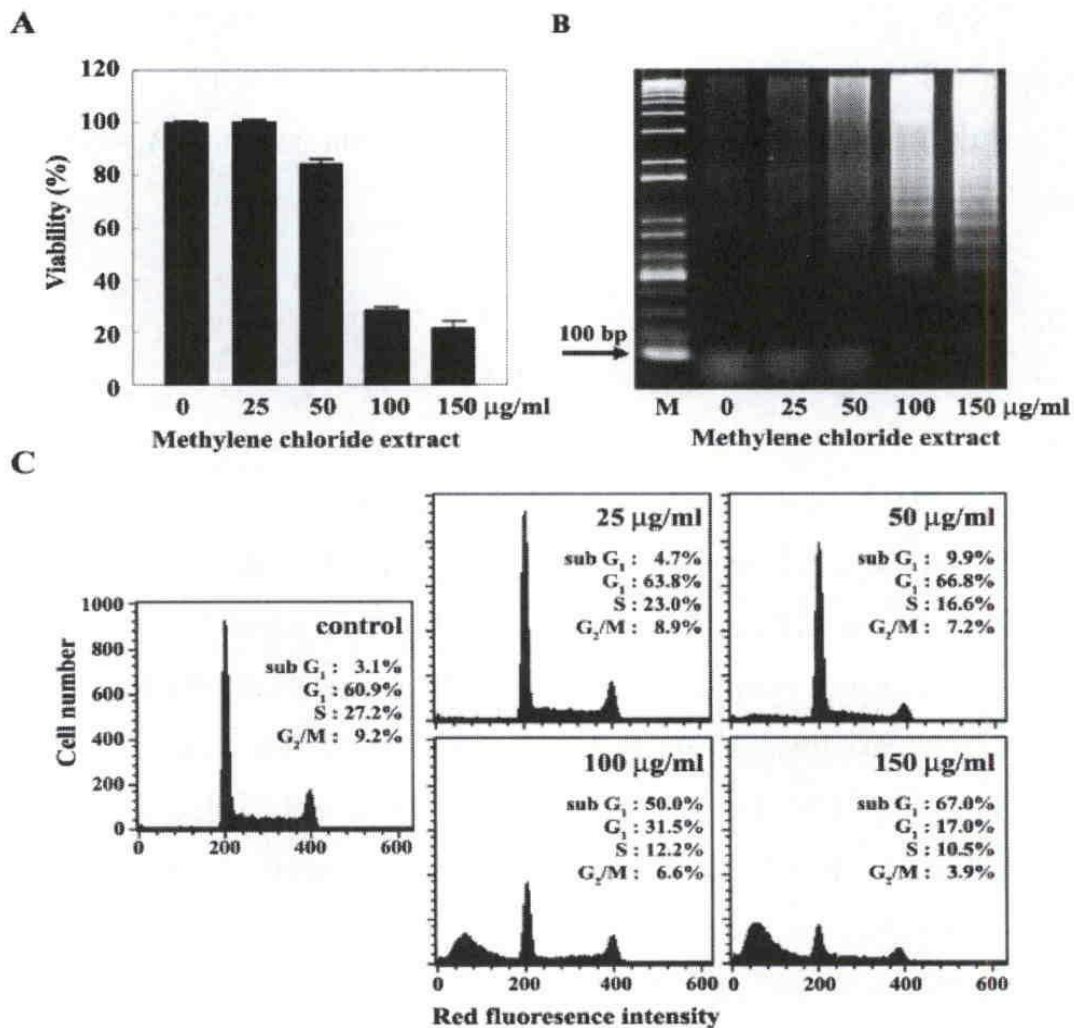 A
120
100
80
60
40
20
0
Viability (%)
0 25 50 100 150 μg/ml
Methylene chloride extract
B
100 bp
M 0 25 50 100 150 μg/ml
Methylene chloride extract
C
Cell number
1000
800
600
400
200
0
control
sub G₁ : 3.1%
G₁ : 60.9%
S : 27.2%
G₂/M : 9.2%
0 200 400 600
25 μg/ml
sub G₁ : 4.7%
G₁ : 63.8%
S : 23.0%
G₂/M : 8.9%
50 μg/ml
sub G₁ : 9.9%
G₁ : 66.8%
S : 16.6%
G₂/M : 7.2%
100 μg/ml
sub G₁ : 50.0%
G₁ : 31.5%
S : 12.2%
G₂/M : 6.6%
0 200 400 600
150 μg/ml
sub G₁ : 67.0%
G₁ : 17.0%
S : 10.5%
G₂/M : 3.9%
0 200 400 600
Red fluoresence intensity